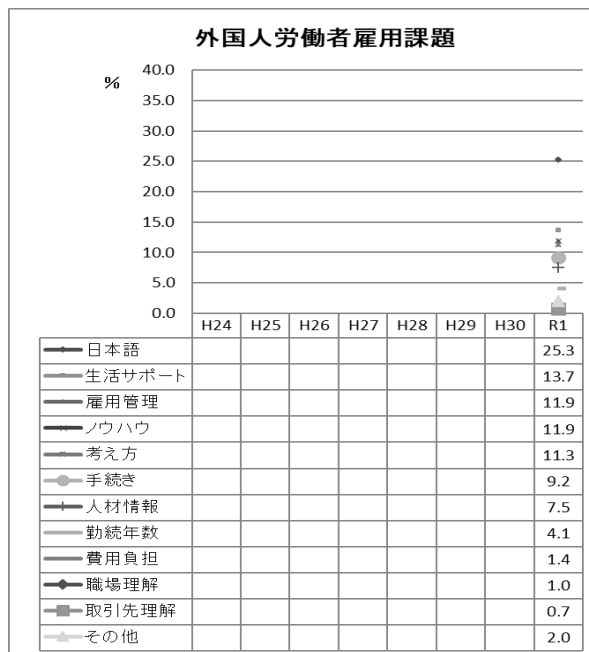 外国人労働者雇用課題
%
40.0
35.0
30.0
25.0
20.0
15.0
10.0
5.0
0.0
H24 H25 H26 H27 H28 H29 H30 R1
日本語 25.3
生活サポート 13.7
雇用管理 11.9
ノウハウ 11.9
考え方 11.3
手続き 9.2
人材情報 7.5
勤続年数 4.1
費用負担 1.4
職場理解 1.0
取引先理解 0.7
その他 2.0